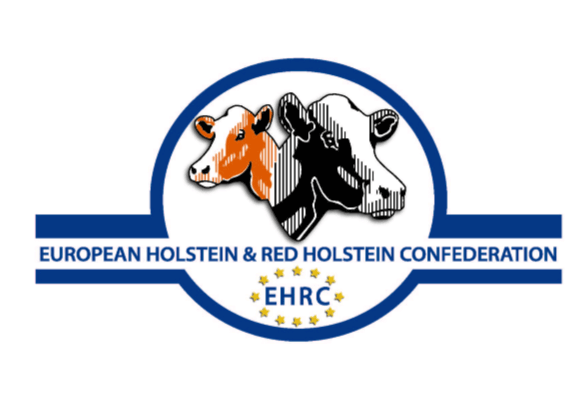 EUROPEAN HOLSTEIN & RED HOLSTEIN CONFEDERATION
EHRC